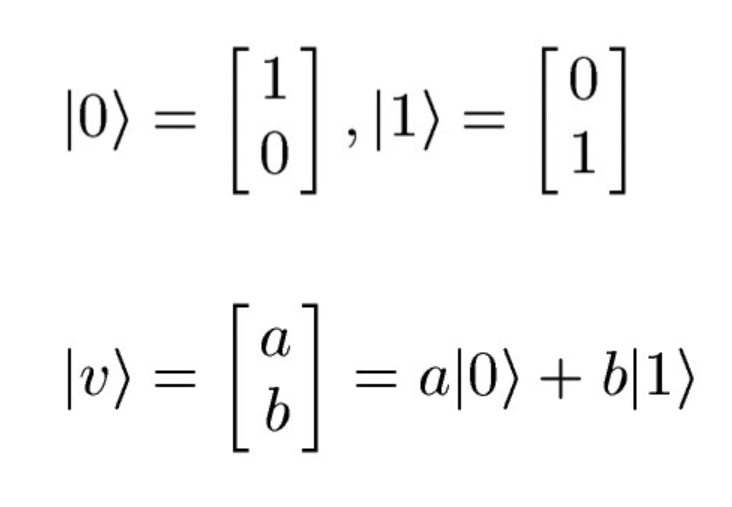 |0⟩ = [1 0], |1⟩ = [0 1]
|v⟩ = [a b] = a|0⟩ + b|1⟩